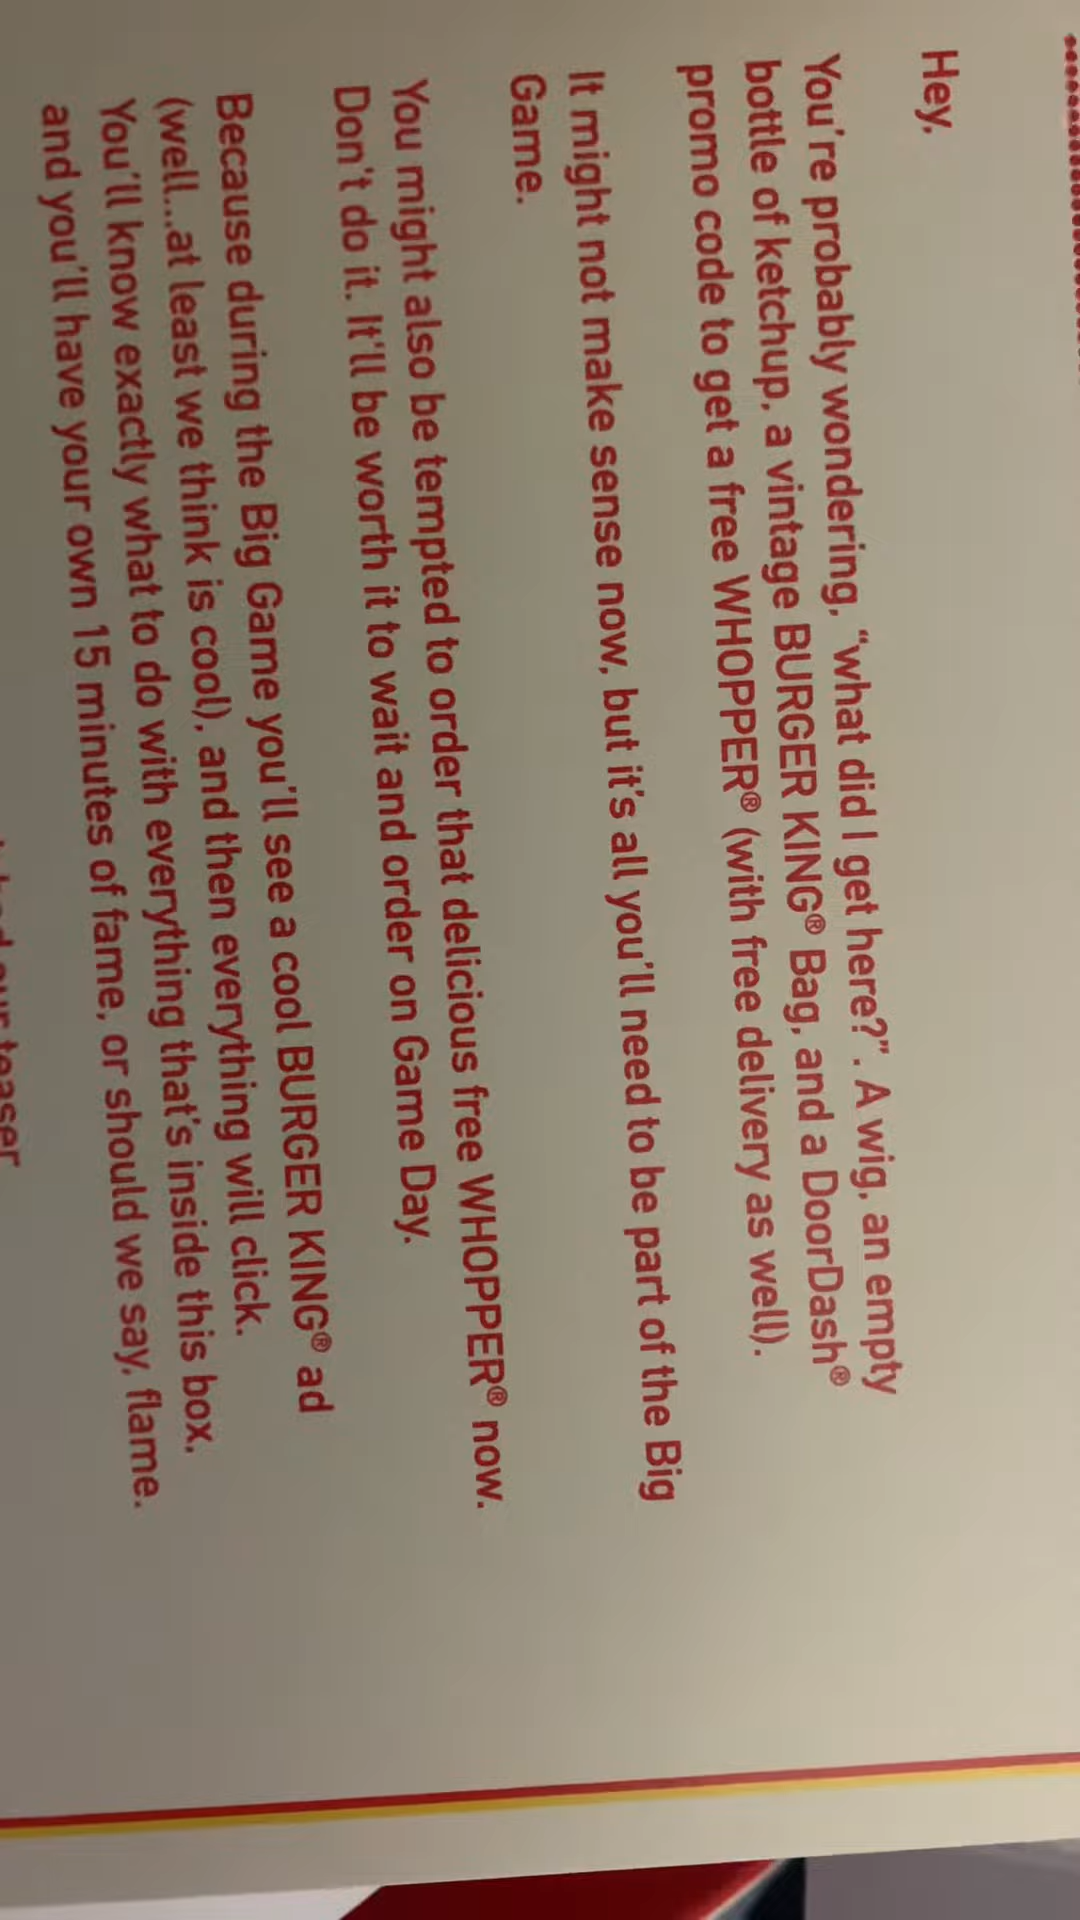 Hey,
You're probably wondering, “what did I get here?”. A wig, an empty
bottle of ketchup, a vintage BURGER KING® Bag, and a DoorDash®
promo code to get a free WHOPPER® (with free delivery as well).
It might not make sense now, but it's all you'll need to be part of the Big
Game.
You might also be tempted to order that delicious free WHOPPER® now.
Don't do it. It'll be worth it to wait and order on Game Day.
Because during the Big Game you'll see a cool BURGER KING® ad
(well...at least we think is cool), and then everything will click.
You'll know exactly what to do with everything that's inside this box,
and you'll have your own 15 minutes of fame, or should we say, flame.
our teaser